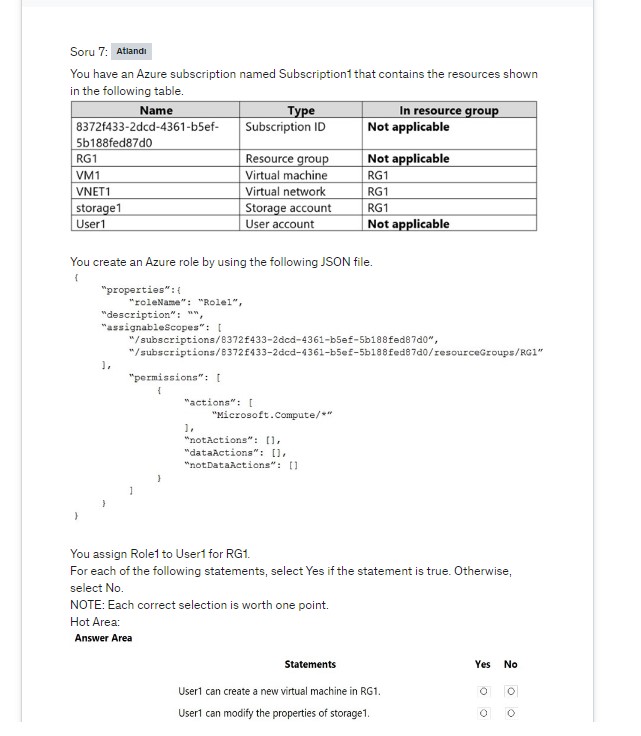 Soru 7: Atlandı
You have an Azure subscription named Subscription1 that contains the resources shown
in the following table.
Name Type In resource group
8372f433-2dcd-4361-b5ef- Subscription ID Not applicable
5b188fed87d0
RG1 Resource group Not applicable
VM1 Virtual machine RG1
VNET1 Virtual network RG1
storage1 Storage account RG1
User1 User account Not applicable
You create an Azure role by using the following JSON file.
{
"properties":{
"roleName": "Role1",
"description": "",
"assignableScopes": [
"/subscriptions/8372f433-2dcd-4361-b5ef-5b188fed87d0",
"/subscriptions/8372f433-2dcd-4361-b5ef-5b188fed87d0/resourceGroups/RG1"
],
"permissions": [
{
"actions": [
"Microsoft.Compute/*"
],
"notActions": [],
"dataActions": [],
"notDataActions": []
}
]
}
}
You assign Role1 to User1 for RG1.
For each of the following statements, select Yes if the statement is true. Otherwise,
select No.
NOTE: Each correct selection is worth one point.
Hot Area:
Answer Area
Statements Yes No
User1 can create a new virtual machine in RG1.
User1 can modify the properties of storage1.